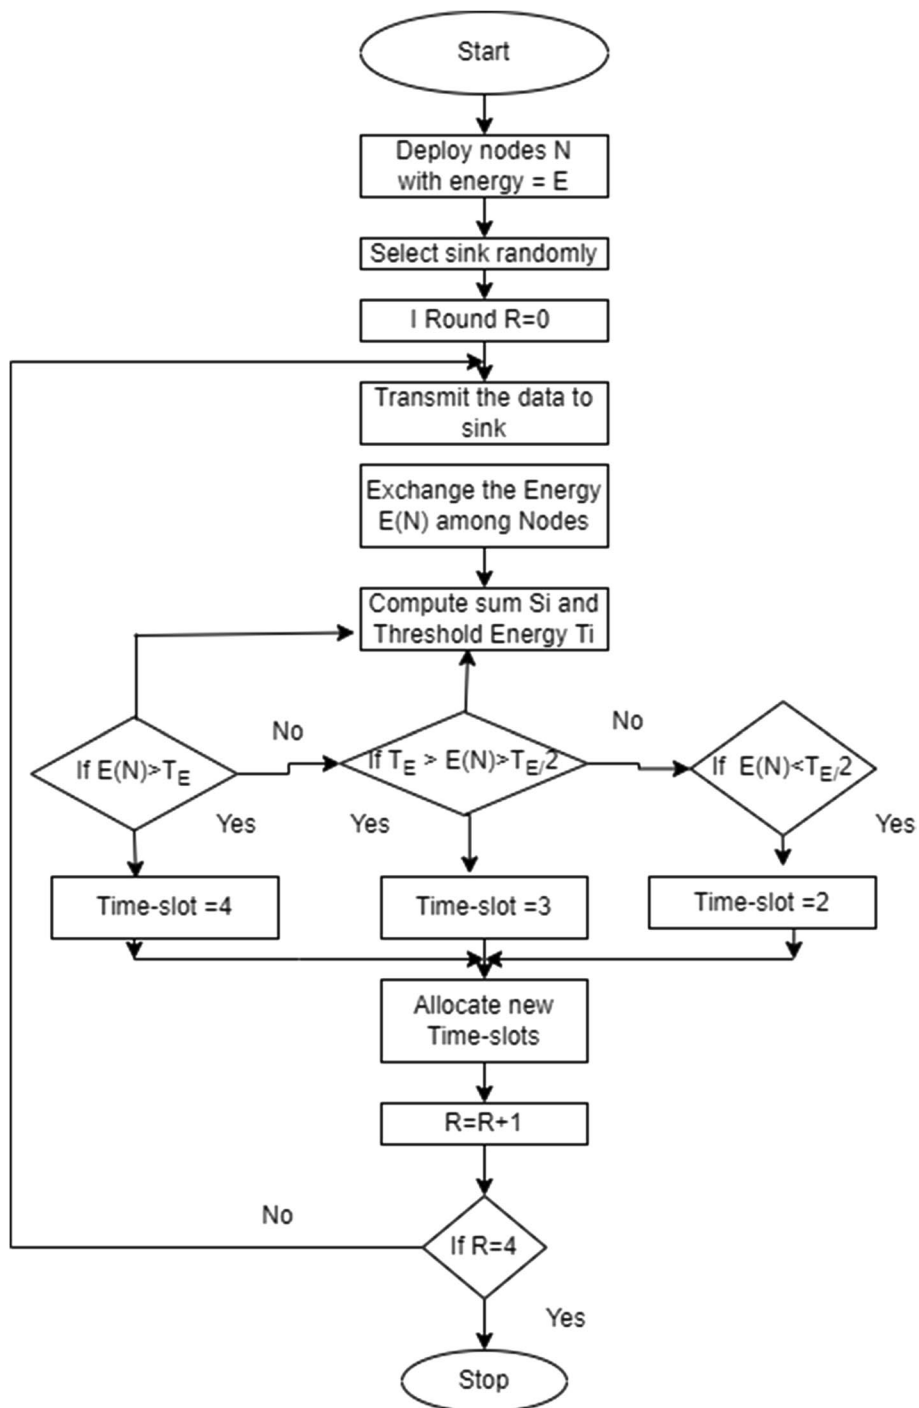 Start
Deploy nodes N
with energy = E
Select sink randomly
I Round R=0
Transmit the data to
sink
Exchange the Energy
E(N) among Nodes
Compute sum Si and
Threshold Energy Ti
No
No
If E(N)>TE
If TE > E(N)>TE/2
If E(N)<TE/2
Yes
Yes
Yes
Time-slot =4
Time-slot =3
Time-slot =2
Allocate new
Time-slots
R=R+1
No
If R=4
Yes
Stop